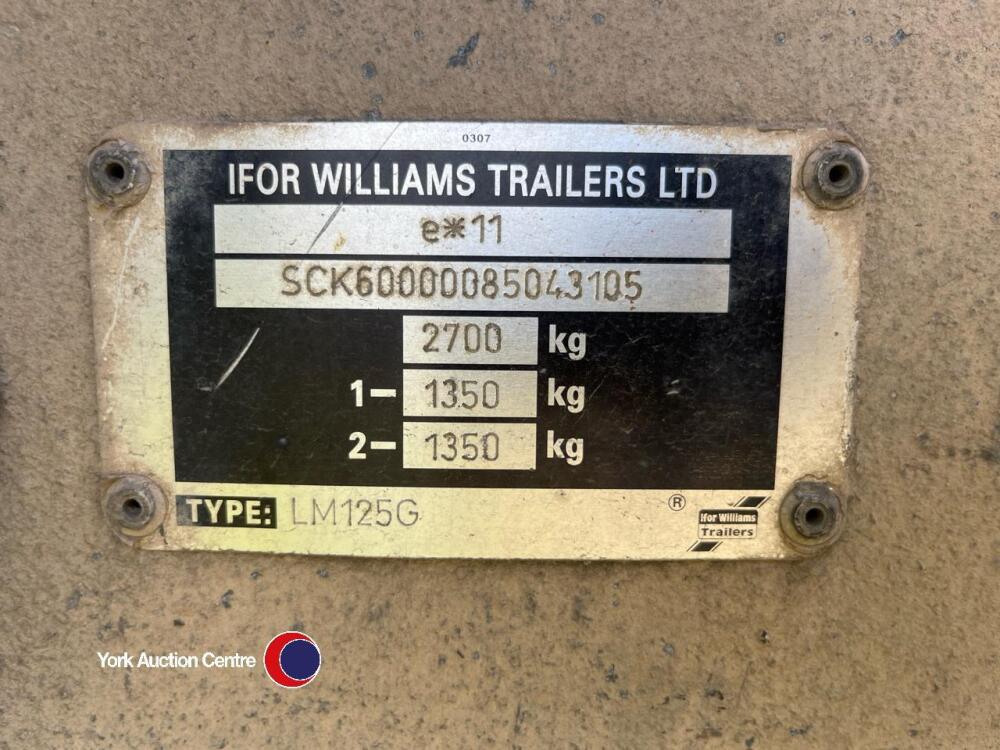 0307
IFOR WILLIAMS TRAILERS LTD
e*11
SCK60000085043105
2700 kg
1- 1350 kg
2- 1350 kg
TYPE: LM125G
®
Ifor Williams
Trailers
York Auction Centre